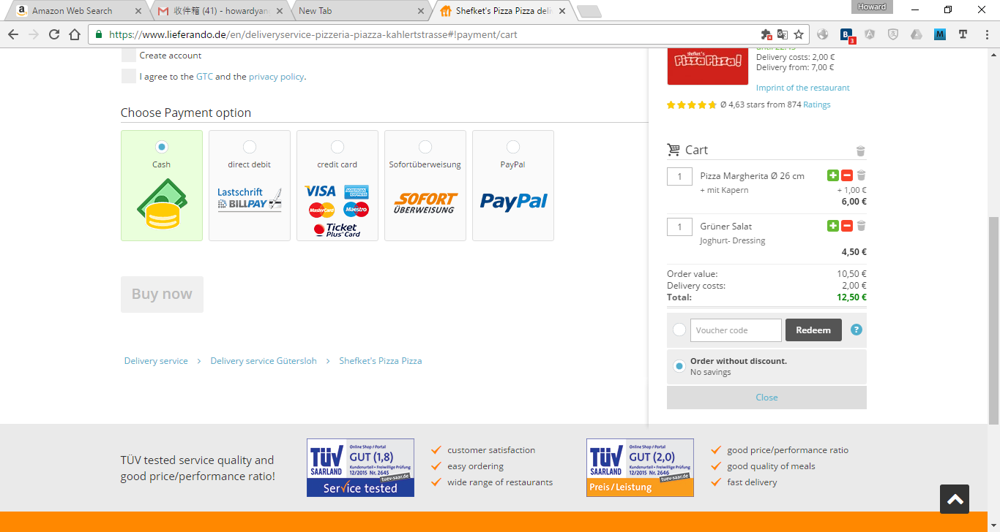 Amazon Web Search
收件箱 (41) - howardyan
New Tab
Shefket's Pizza Pizza deli
Howard
https://www.lieferando.de/en/deliveryservice-pizzeria-piazza-kahlertstrasse#!payment/cart
Create account
I agree to the GTC and the privacy policy.
Choose Payment option
Cash
direct debit
Lastschrift
BILLPAY
credit card
VISA
AMERICAN EXPRESS
MasterCard
Maestro
Ticket
Plus Card
Sofortüberweisung
SOFORT
ÜBERWEISUNG
PayPal
PayPal
Buy now
Delivery service > Delivery service Gütersloh > Shefket's Pizza Pizza
shefket's
Pizza Pizza!
Delivery costs: 2,00 €
Delivery from: 7,00 €
Imprint of the restaurant
Ø 4,63 stars from 874 Ratings
Cart
1 Pizza Margherita Ø 26 cm
+ mit Kapern + 1,00 €
6,00 €
1 Grüner Salat
Joghurt- Dressing
4,50 €
Order value: 10,50 €
Delivery costs: 2,00 €
Total: 12,50 €
Voucher code Redeem ?
Order without discount.
No savings
Close
TÜV tested service quality and
good price/performance ratio!
TÜV
SAARLAND
Online Shop / Portal
GUT (1,8)
Kundenurteil • Freiwillige Prüfung
12/2015 Nr. 2645
tuev-saar.de
Service tested
customer satisfaction
easy ordering
wide range of restaurants
TÜV
SAARLAND
Online Shop / Portal
GUT (2,0)
Kundenurteil • Freiwillige Prüfung
12/2015 Nr. 2646
tuev-saar.de
Preis/Leistung
good price/performance ratio
good quality of meals
fast delivery